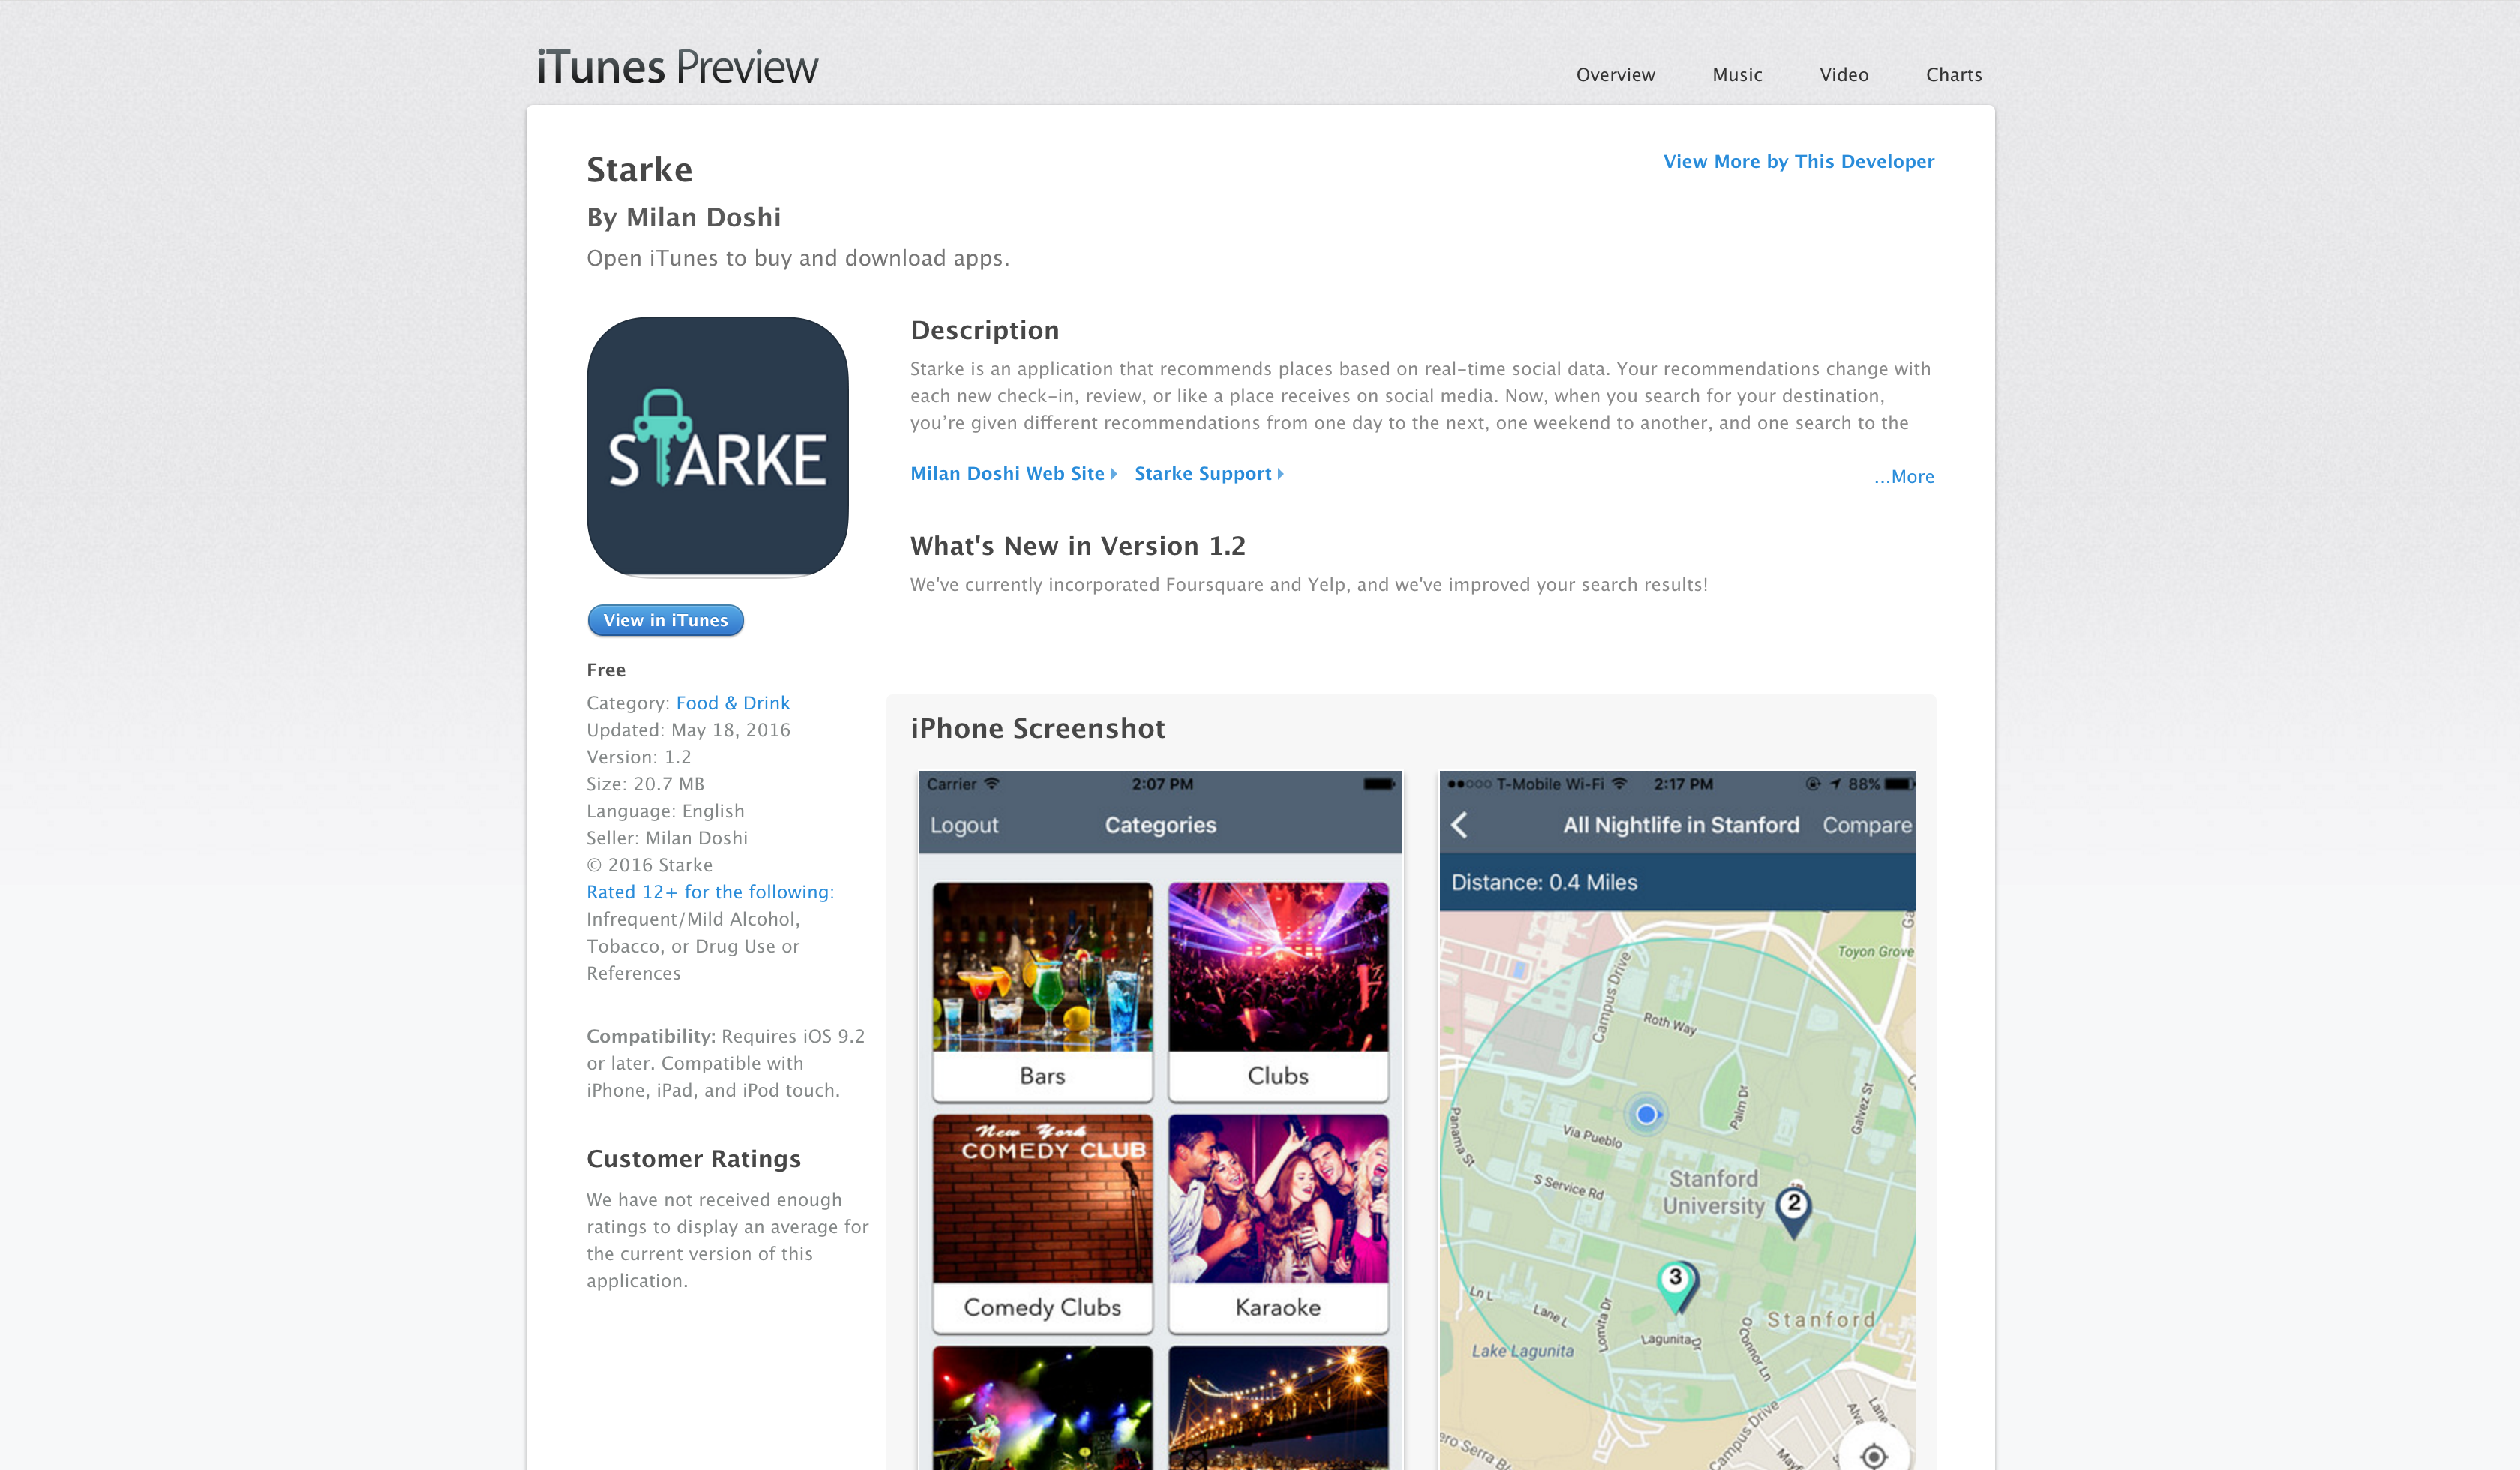 iTunes Preview
Overview Music Video Charts
Starke
View More by This Developer
By Milan Doshi
Open iTunes to buy and download apps.
STARKE
View in iTunes
Free
Category: Food & Drink
Updated: May 18, 2016
Version: 1.2
Size: 20.7 MB
Language: English
Seller: Milan Doshi
© 2016 Starke
Rated 12+ for the following:
Infrequent/Mild Alcohol,
Tobacco, or Drug Use or
References
Compatibility: Requires iOS 9.2
or later. Compatible with
iPhone, iPad, and iPod touch.
Customer Ratings
We have not received enough
ratings to display an average for
the current version of this
application.
Description
Starke is an application that recommends places based on real-time social data. Your recommendations change with
each new check-in, review, or like a place receives on social media. Now, when you search for your destination,
you’re given different recommendations from one day to the next, one weekend to another, and one search to the
Milan Doshi Web Site Starke Support ...More
What's New in Version 1.2
We've currently incorporated Foursquare and Yelp, and we've improved your search results!
iPhone Screenshot
Carrier 2:07 PM
Logout Categories
Bars Clubs
New York
COMEDY CLUB
Comedy Clubs Karaoke
T-Mobile Wi-Fi 2:17 PM 88%
All Nightlife in Stanford Compare
Distance: 0.4 Miles
Toyon Grove
Campus Drive
Roth Way
Palm Dr
Galvez St
Panama St
Via Pueblo
S Service Rd
Stanford
University
2
3
Ln L
Lane L
Lomita Dr
Lagunita Dr
O'Connor Ln
Stanford
Lake Lagunita
Campus Drive